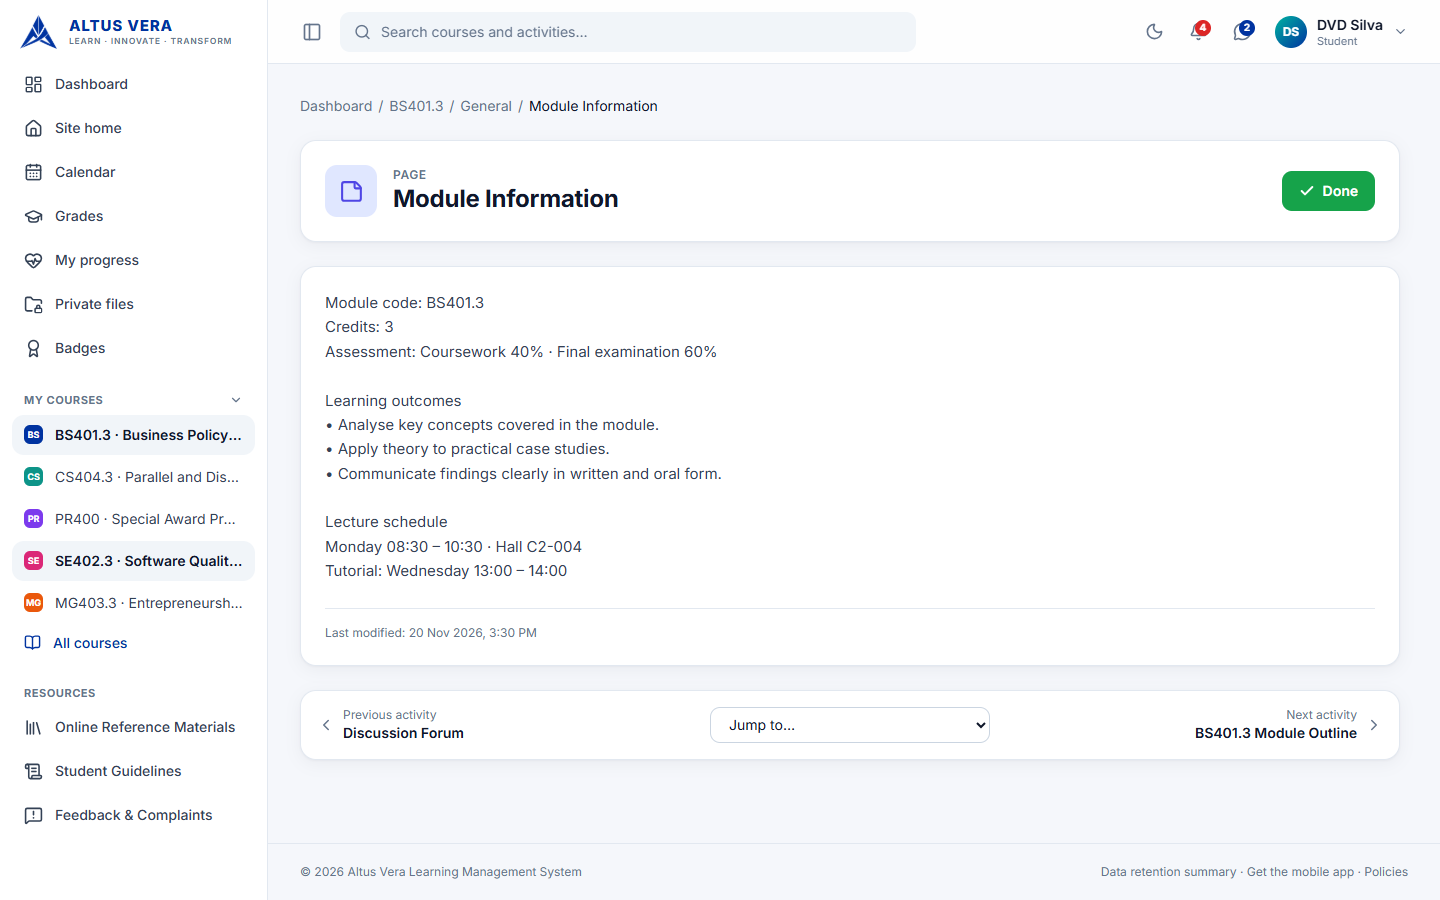 ALTUS VERA
LEARN · INNOVATE · TRANSFORM
Dashboard
Site home
Calendar
Grades
My progress
Private files
Badges
MY COURSES
BS BS401.3 · Business Policy...
CS CS404.3 · Parallel and Dis...
PR PR400 · Special Award Pr...
SE SE402.3 · Software Qualit...
MG MG403.3 · Entrepreneursh...
All courses
RESOURCES
Online Reference Materials
Student Guidelines
Feedback & Complaints
Search courses and activities...
4
2
DS
DVD Silva
Student
Dashboard / BS401.3 / General / Module Information
PAGE
Module Information
Done
Module code: BS401.3
Credits: 3
Assessment: Coursework 40% · Final examination 60%
Learning outcomes
• Analyse key concepts covered in the module.
• Apply theory to practical case studies.
• Communicate findings clearly in written and oral form.
Lecture schedule
Monday 08:30 – 10:30 · Hall C2-004
Tutorial: Wednesday 13:00 – 14:00
Last modified: 20 Nov 2026, 3:30 PM
Previous activity
Discussion Forum
Jump to...
Next activity
BS401.3 Module Outline
© 2026 Altus Vera Learning Management System
Data retention summary · Get the mobile app · Policies